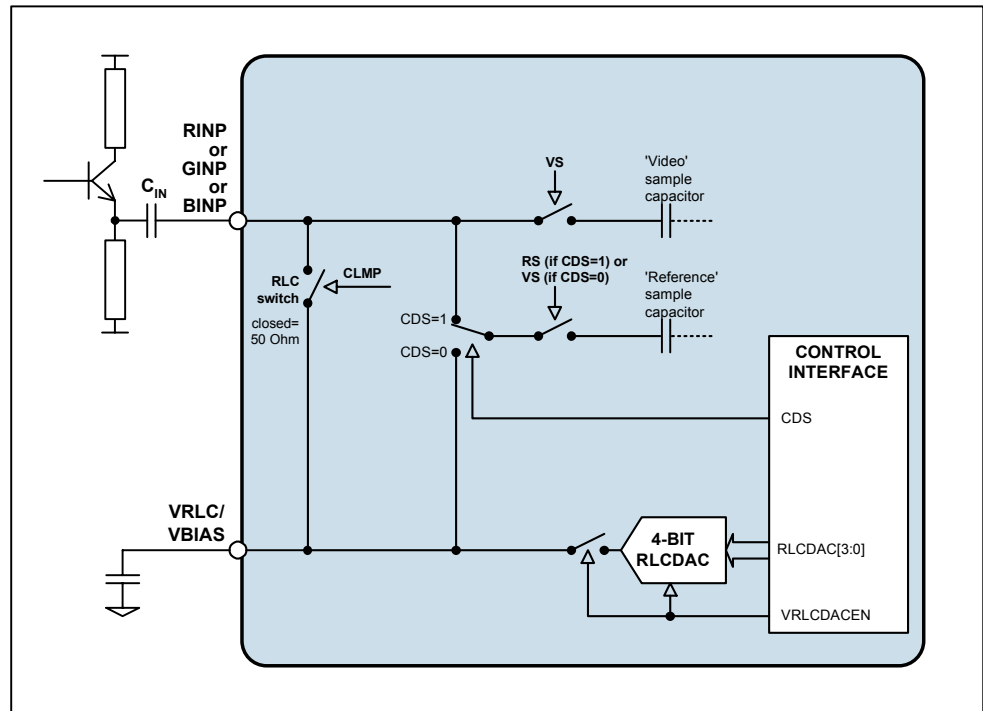 RINP
or
GINP
or
BINP
C_IN
VS
'Video'
sample
capacitor
RLC
switch
CLMP
closed=
50 Ohm
RS (if CDS=1) or
VS (if CDS=0)
'Reference'
sample
capacitor
CDS=1
CDS=0
CONTROL
INTERFACE
CDS
VRLC/
VBIAS
4-BIT
RLCDAC
RLCDAC[3:0]
VRLCDACEN